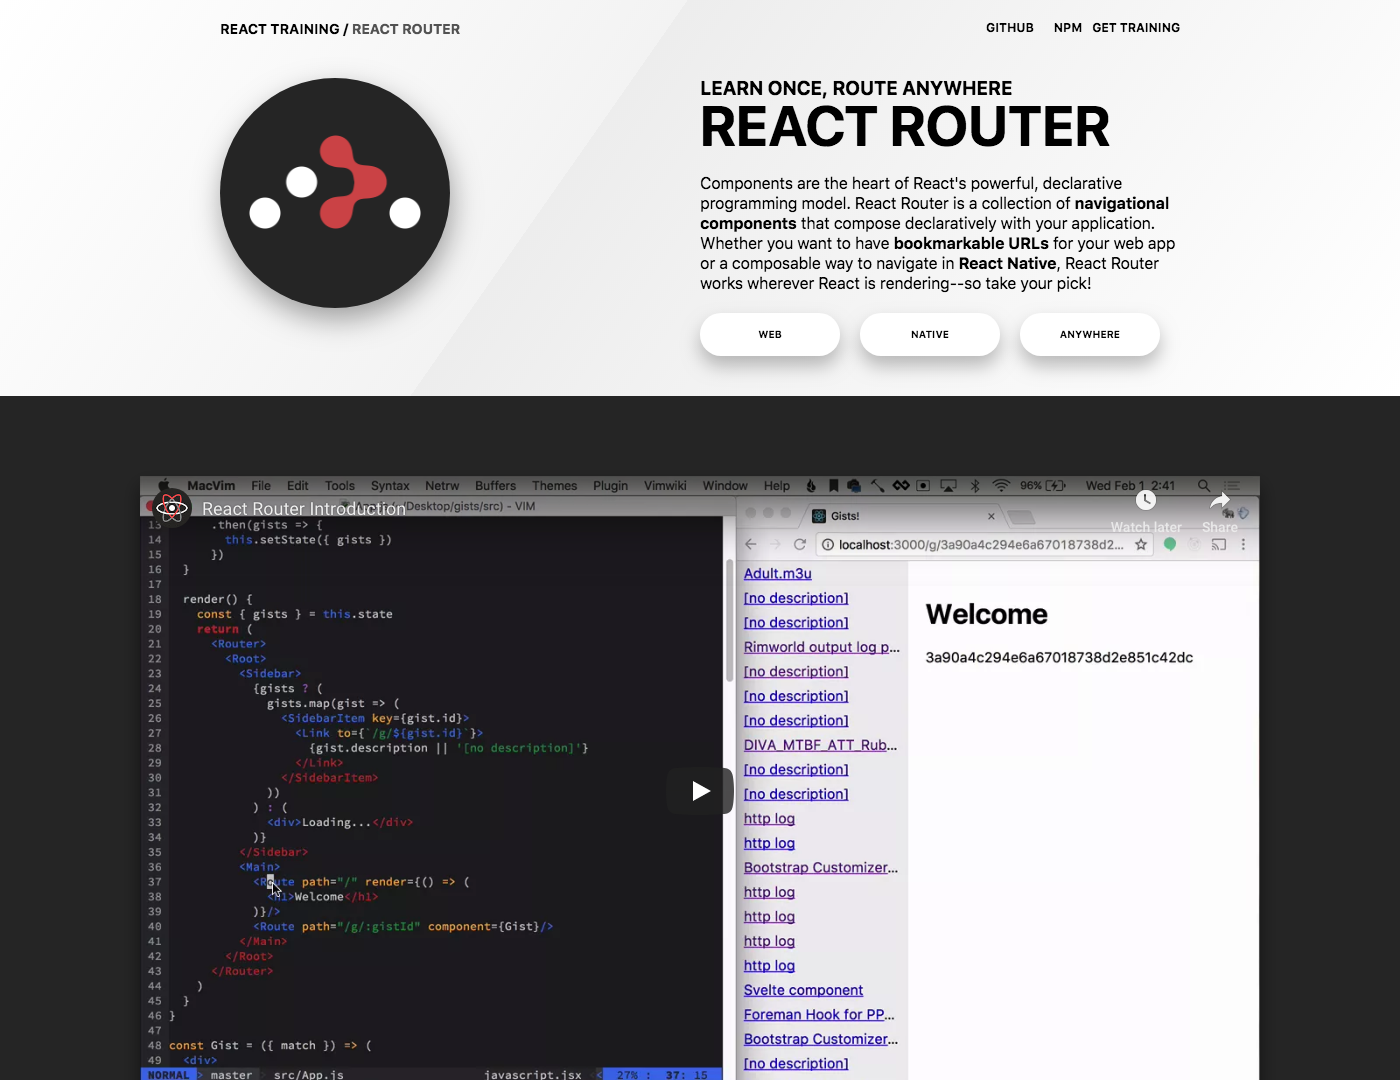 REACT TRAINING / REACT ROUTER
GITHUB NPM GET TRAINING
LEARN ONCE, ROUTE ANYWHERE
REACT ROUTER
Components are the heart of React's powerful, declarative
programming model. React Router is a collection of navigational
components that compose declaratively with your application.
Whether you want to have bookmarkable URLs for your web app
or a composable way to navigate in React Native, React Router
works wherever React is rendering--so take your pick!
WEB
NATIVE
ANYWHERE
MacVim File Edit Tools Syntax Netrw Buffers Themes Plugin Vimwiki Window Help 96% Wed Feb 1 2:41
React Router Introduction
(~/Desktop/gists/src) - VIM
Watch later
Share
13 .then(gists => {
14 this.setState({ gists })
15 })
16 }
17
18 render() {
19 const { gists } = this.state
20 return (
21 <Router>
22 <Root>
23 <Sidebar>
24 {gists ? (
25 gists.map(gist => (
26 <SidebarItem key={gist.id}>
27 <Link to={`/g/${gist.id}`}>
28 {gist.description || '[no description]'}
29 </Link>
30 </SidebarItem>
31 ))
32 ) : (
33 <div>Loading...</div>
34 )}
35 </Sidebar>
36 <Main>
37 <Route path="/" render={() => (
38 <h1>Welcome</h1>
39 )}/>
40 <Route path="/g/:gistId" component={Gist}/>
41 </Main>
42 </Root>
43 </Router>
44 )
45 }
46 }
47
48 const Gist = ({ match }) => (
49 <div>
NORMAL master src/App.js javascript.jsx 27% : 37: 15
Gists!
localhost:3000/g/3a90a4c294e6a67018738d2...
Adult.m3u
[no description]
[no description]
Rimworld output log p...
[no description]
[no description]
[no description]
DIVA_MTBF_ATT_Rub...
[no description]
[no description]
http log
http log
Bootstrap Customizer...
http log
http log
http log
http log
Svelte component
Foreman Hook for PP...
Bootstrap Customizer...
[no description]
Welcome
3a90a4c294e6a67018738d2e851c42dc